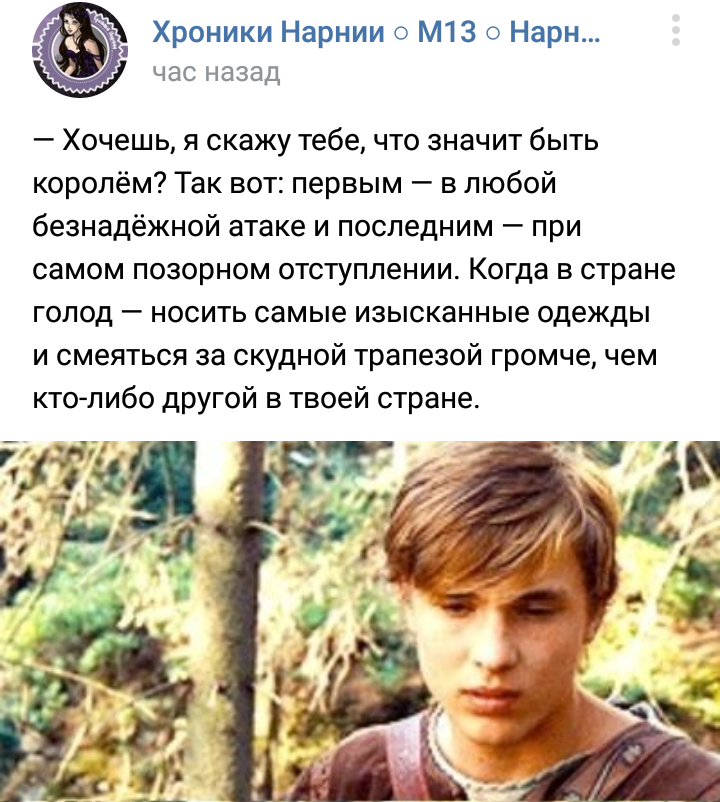 Хроники Нарнии ○ М13 ○ Нарн...
час назад
— Хочешь, я скажу тебе, что значит быть
королём? Так вот: первым — в любой
безнадёжной атаке и последним — при
самом позорном отступлении. Когда в стране
голод — носить самые изысканные одежды
и смеяться за скудной трапезой громче, чем
кто-либо другой в твоей стране.